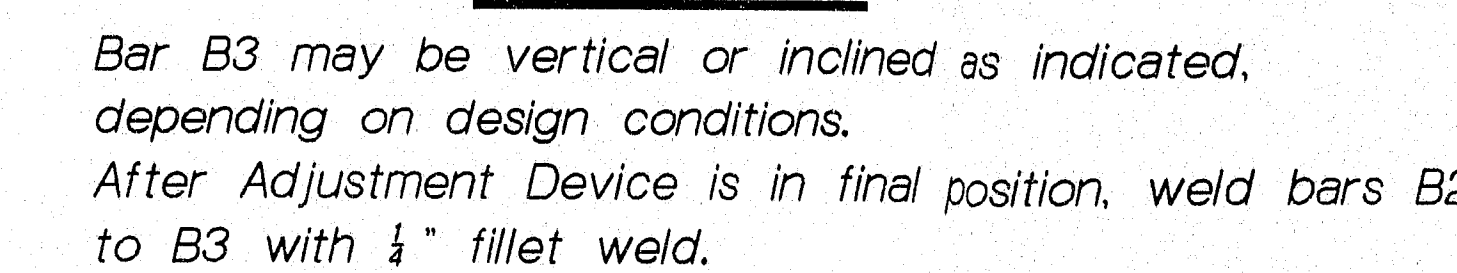 Bar B3 may be vertical or inclined as indicated,
depending on design conditions.
After Adjustment Device is in final position, weld bars B2
to B3 with ¼" fillet weld.